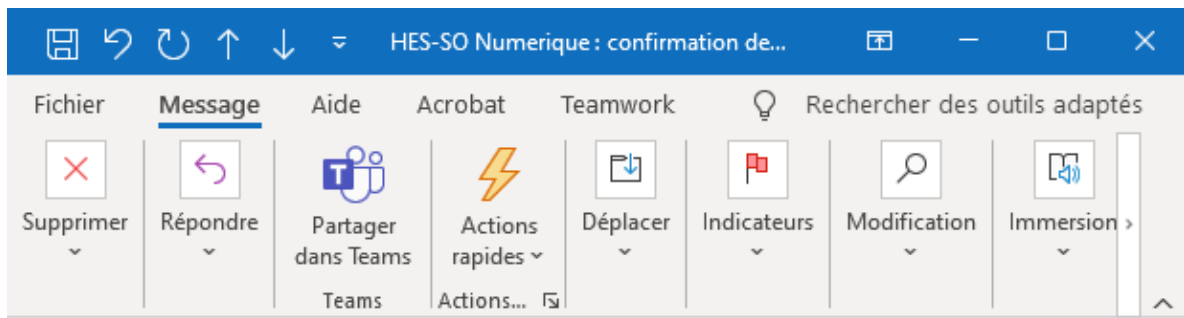 HES-SO Numerique : confirmation de...
Fichier Message Aide Acrobat Teamwork Rechercher des outils adaptés
Supprimer Répondre Partager dans Teams Actions rapides Déplacer Indicateurs Modification Immersion
Teams Actions...